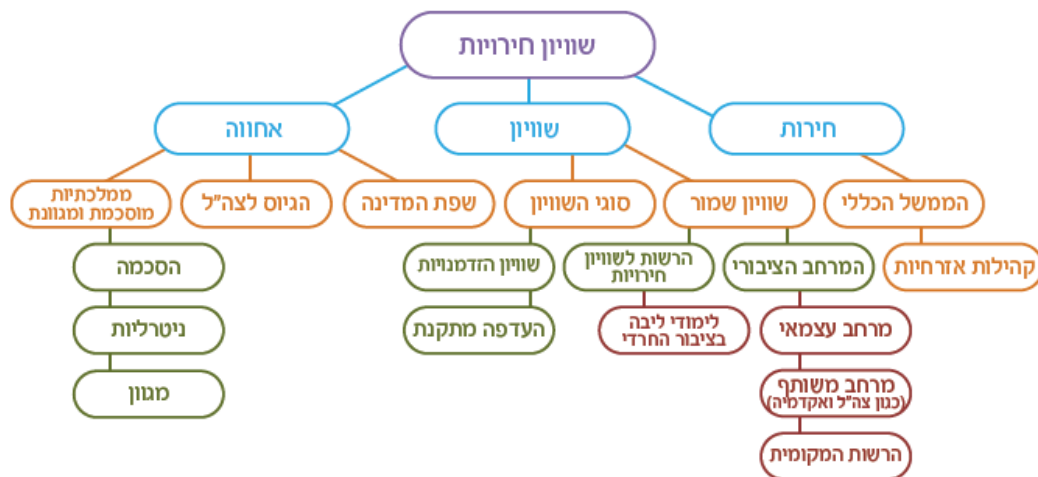 שוויון חירויות
חירות
שוויון
אחווה
הממשל הכללי
שוויון שמור
סוגי השוויון
שפת המדינה
הגיוס לצה"ל
ממלכתיות
מוסכמת ומגוונת
קהילות אזרחיות
המרחב הציבורי
הרשות לשוויון
חירויות
שוויון הזדמנויות
הסכמה
מרחב עצמאי
לימודי ליבה
בציבור החרדי
העדפה מתקנת
ניטרליות
מרחב משותף
(כגון צה"ל ואקדמיה)
מגוון
הרשות המקומית